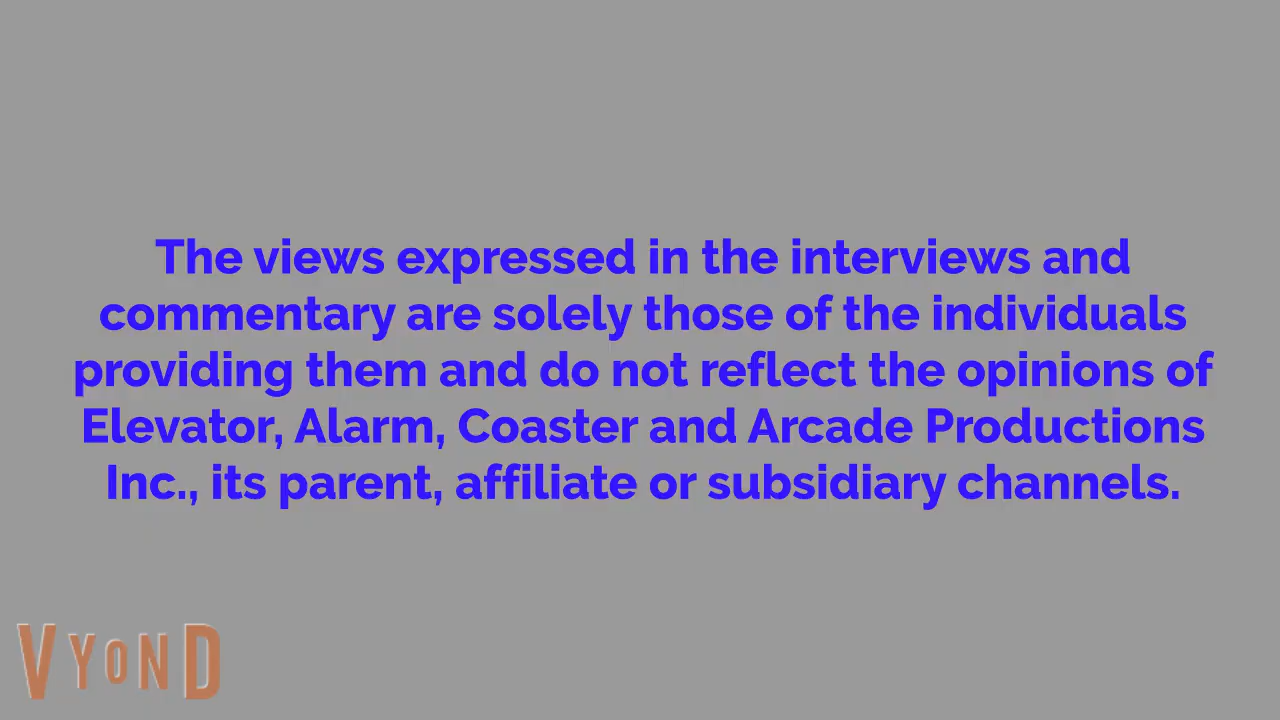 The views expressed in the interviews and
commentary are solely those of the individuals
providing them and do not reflect the opinions of
Elevator, Alarm, Coaster and Arcade Productions
Inc., its parent, affiliate or subsidiary channels.
VYOND